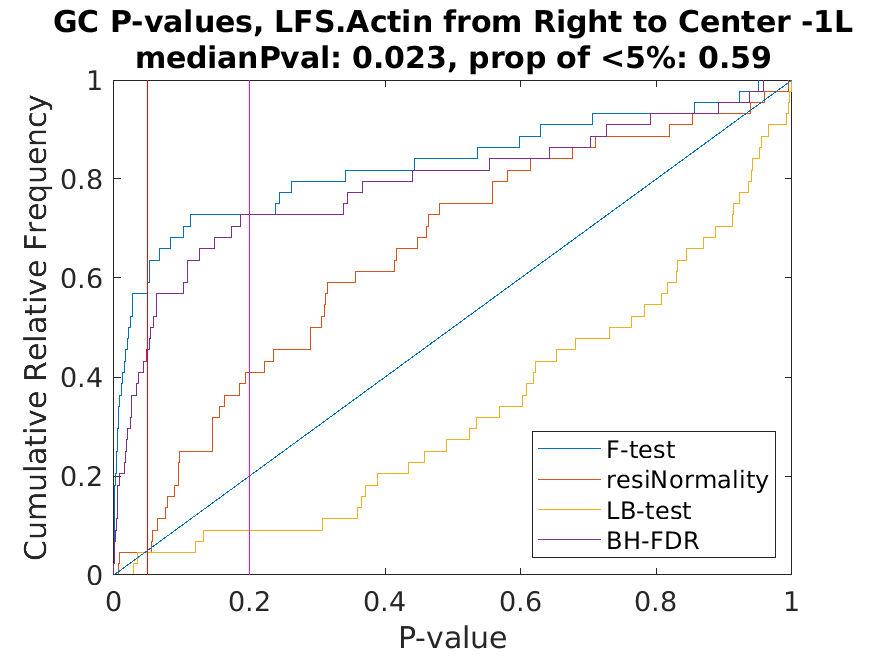 GC P-values, LFS.Actin from Right to Center -1L
medianPval: 0.023, prop of <5%: 0.59
Cumulative Relative Frequency
1
0.8
0.6
0.4
0.2
0
0
0.2
0.4
0.6
0.8
1
P-value
F-test
resiNormality
LB-test
BH-FDR